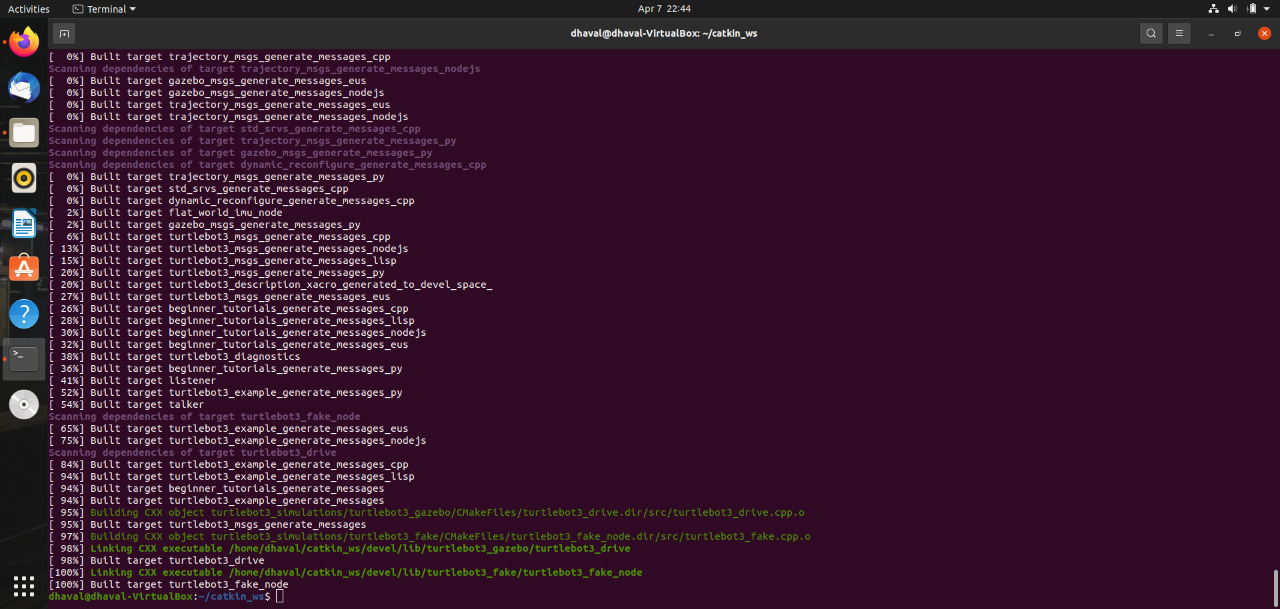 Activities
Terminal
Apr 7 22:44
dhaval@dhaval-VirtualBox: ~/catkin_ws
[  0%] Built target trajectory_msgs_generate_messages_cpp
Scanning dependencies of target trajectory_msgs_generate_messages_nodejs
[  0%] Built target gazebo_msgs_generate_messages_eus
[  0%] Built target gazebo_msgs_generate_messages_nodejs
[  0%] Built target trajectory_msgs_generate_messages_eus
[  0%] Built target trajectory_msgs_generate_messages_nodejs
Scanning dependencies of target std_srvs_generate_messages_cpp
Scanning dependencies of target trajectory_msgs_generate_messages_py
Scanning dependencies of target gazebo_msgs_generate_messages_py
Scanning dependencies of target dynamic_reconfigure_generate_messages_cpp
[  0%] Built target trajectory_msgs_generate_messages_py
[  0%] Built target std_srvs_generate_messages_cpp
[  0%] Built target dynamic_reconfigure_generate_messages_cpp
[  2%] Built target flat_world_imu_node
[  2%] Built target gazebo_msgs_generate_messages_py
[  6%] Built target turtlebot3_msgs_generate_messages_cpp
[ 13%] Built target turtlebot3_msgs_generate_messages_nodejs
[ 15%] Built target turtlebot3_msgs_generate_messages_lisp
[ 20%] Built target turtlebot3_msgs_generate_messages_py
[ 20%] Built target turtlebot3_description_xacro_generated_to_devel_space_
[ 27%] Built target turtlebot3_msgs_generate_messages_eus
[ 26%] Built target beginner_tutorials_generate_messages_cpp
[ 28%] Built target beginner_tutorials_generate_messages_lisp
[ 30%] Built target beginner_tutorials_generate_messages_nodejs
[ 32%] Built target beginner_tutorials_generate_messages_eus
[ 38%] Built target turtlebot3_diagnostics
[ 36%] Built target beginner_tutorials_generate_messages_py
[ 41%] Built target listener
[ 52%] Built target turtlebot3_example_generate_messages_py
[ 54%] Built target talker
Scanning dependencies of target turtlebot3_fake_node
[ 65%] Built target turtlebot3_example_generate_messages_eus
[ 75%] Built target turtlebot3_example_generate_messages_nodejs
Scanning dependencies of target turtlebot3_drive
[ 84%] Built target turtlebot3_example_generate_messages_cpp
[ 94%] Built target turtlebot3_example_generate_messages_lisp
[ 94%] Built target beginner_tutorials_generate_messages
[ 94%] Built target turtlebot3_example_generate_messages
[ 95%] Building CXX object turtlebot3_simulations/turtlebot3_gazebo/CMakeFiles/turtlebot3_drive.dir/src/turtlebot3_drive.cpp.o
[ 95%] Built target turtlebot3_msgs_generate_messages
[ 97%] Building CXX object turtlebot3_simulations/turtlebot3_fake/CMakeFiles/turtlebot3_fake_node.dir/src/turtlebot3_fake.cpp.o
[ 98%] Linking CXX executable /home/dhaval/catkin_ws/devel/lib/turtlebot3_gazebo/turtlebot3_drive
[ 98%] Built target turtlebot3_drive
[100%] Linking CXX executable /home/dhaval/catkin_ws/devel/lib/turtlebot3_fake/turtlebot3_fake_node
[100%] Built target turtlebot3_fake_node
dhaval@dhaval-VirtualBox:~/catkin_ws$